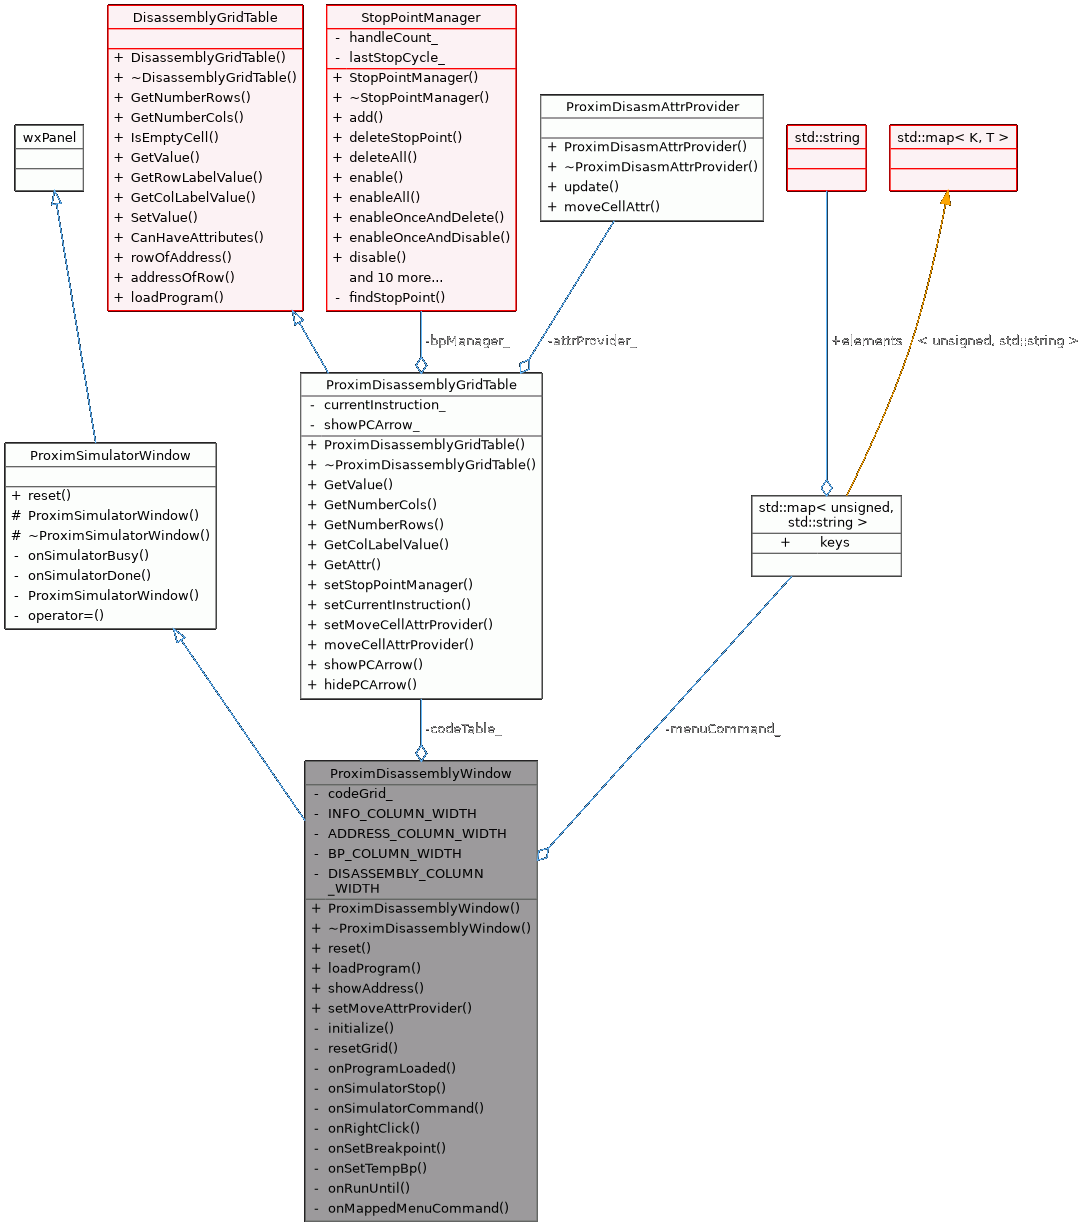 DisassemblyGridTable
+ DisassemblyGridTable()
+ ~DisassemblyGridTable()
+ GetNumberRows()
+ GetNumberCols()
+ IsEmptyCell()
+ GetValue()
+ GetRowLabelValue()
+ GetColLabelValue()
+ SetValue()
+ CanHaveAttributes()
+ rowOfAddress()
+ addressOfRow()
+ loadProgram()
StopPointManager
- handleCount_
- lastStopCycle_
+ StopPointManager()
+ ~StopPointManager()
+ add()
+ deleteStopPoint()
+ deleteAll()
+ enable()
+ enableAll()
+ enableOnceAndDelete()
+ enableOnceAndDisable()
+ disable()
and 10 more...
- findStopPoint()
ProximDisasmAttrProvider
+ ProximDisasmAttrProvider()
+ ~ProximDisasmAttrProvider()
+ update()
+ moveCellAttr()
wxPanel
std::string
std::map< K, T >
-bpManager_
-attrProvider_
+elements
< unsigned, std::string >
ProximDisassemblyGridTable
- currentInstruction_
- showPCArrow_
+ ProximDisassemblyGridTable()
+ ~ProximDisassemblyGridTable()
+ GetValue()
+ GetNumberCols()
+ GetNumberRows()
+ GetColLabelValue()
+ GetAttr()
+ setStopPointManager()
+ setCurrentInstruction()
+ setMoveCellAttrProvider()
+ moveCellAttrProvider()
+ showPCArrow()
+ hidePCArrow()
ProximSimulatorWindow
+ reset()
# ProximSimulatorWindow()
# ~ProximSimulatorWindow()
- onSimulatorBusy()
- onSimulatorDone()
- ProximSimulatorWindow()
- operator=()
std::map< unsigned,
std::string >
+ keys
-codeTable_
-menuCommand_
ProximDisassemblyWindow
- codeGrid_
- INFO_COLUMN_WIDTH
- ADDRESS_COLUMN_WIDTH
- BP_COLUMN_WIDTH
- DISASSEMBLY_COLUMN
_WIDTH
+ ProximDisassemblyWindow()
+ ~ProximDisassemblyWindow()
+ reset()
+ loadProgram()
+ showAddress()
+ setMoveAttrProvider()
- initialize()
- resetGrid()
- onProgramLoaded()
- onSimulatorStop()
- onSimulatorCommand()
- onRightClick()
- onSetBreakpoint()
- onSetTempBp()
- onRunUntil()
- onMappedMenuCommand()